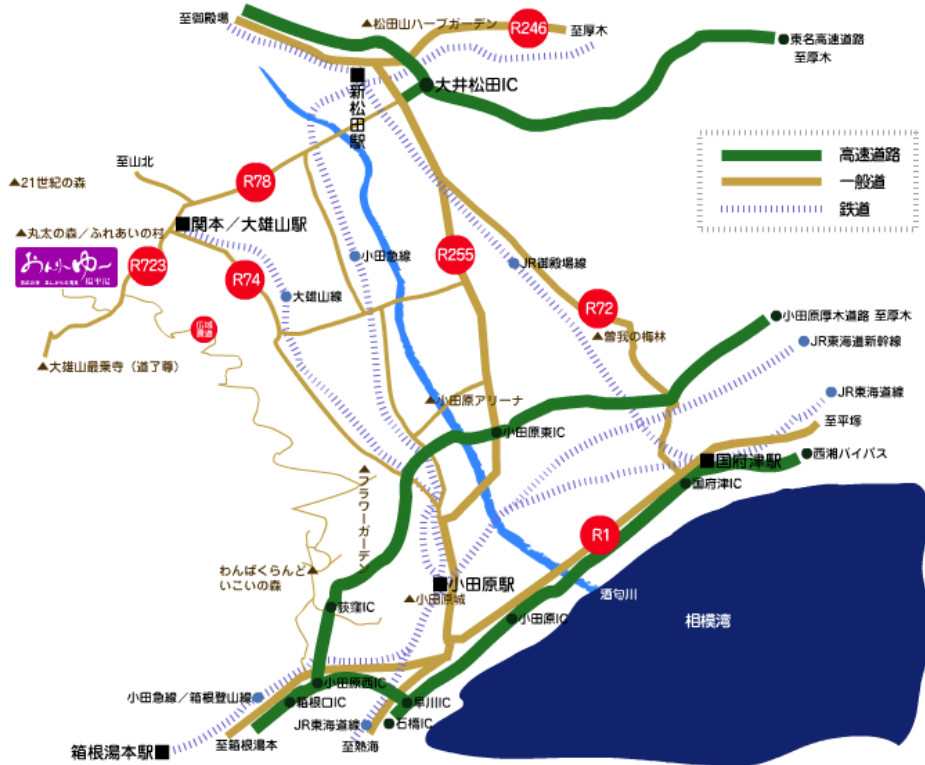 至御殿場
▲松田山ハーブガーデン
R246
至厚木
●東名高速道路
至厚木
■新松田駅
●大井松田IC
高速道路
一般道
鉄道
至山北
▲21世紀の森
R78
■関本/大雄山駅
▲丸太の森/ふれあいの村
おんりーゆー
R723
R74
R255
●小田急線
●JR御殿場線
●大雄山線
R72
広域農道
●小田原厚木道路 至厚木
▲曽我の梅林
●JR東海道新幹線
▲大雄山最乗寺(道了尊)
●JR東海道線
▲小田原アリーナ
至平塚
●小田原東IC
●西湘バイパス
■国府津駅
●国府津IC
▲フラワーガーデン
R1
わんぱくらんど▲
いこいの森
■小田原駅
▲小田原城
酒匂川
●荻窪IC
●小田原IC
相模湾
●小田原西IC
小田急線/箱根登山線●
●箱根口IC
●早川IC
JR東海道線●
●石橋IC
至箱根湯本
至熱海
箱根湯本駅■